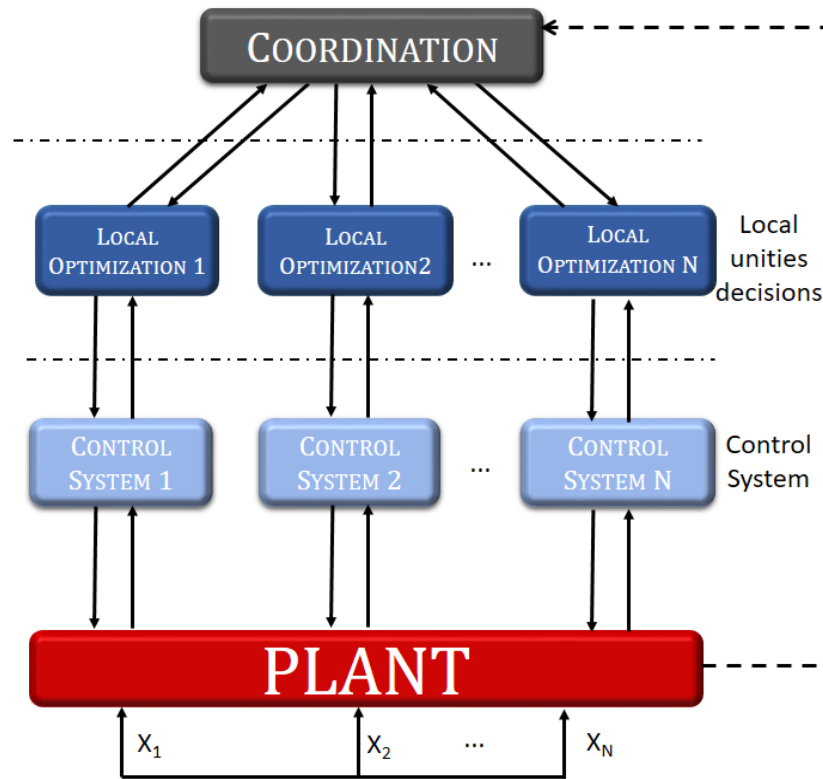 COORDINATION
LOCAL
OPTIMIZATION 1
LOCAL
OPTIMIZATION2
...
LOCAL
OPTIMIZATION N
Local
unities
decisions
CONTROL
SYSTEM 1
CONTROL
SYSTEM 2
...
CONTROL
SYSTEM N
Control
System
PLANT
X₁
X₂
...
X_N